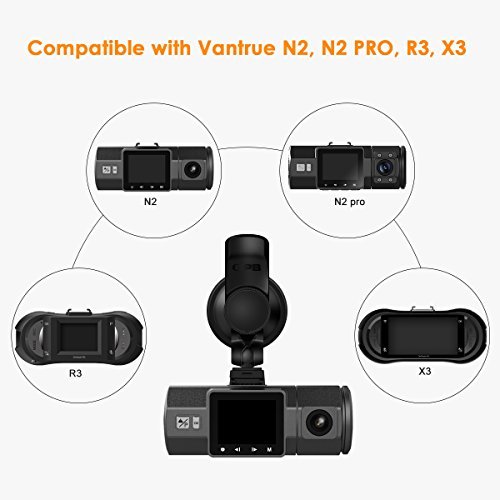 Compatible with Vantrue N2, N2 PRO, R3, X3
N2
N2 pro
GPS
R3
X3
M